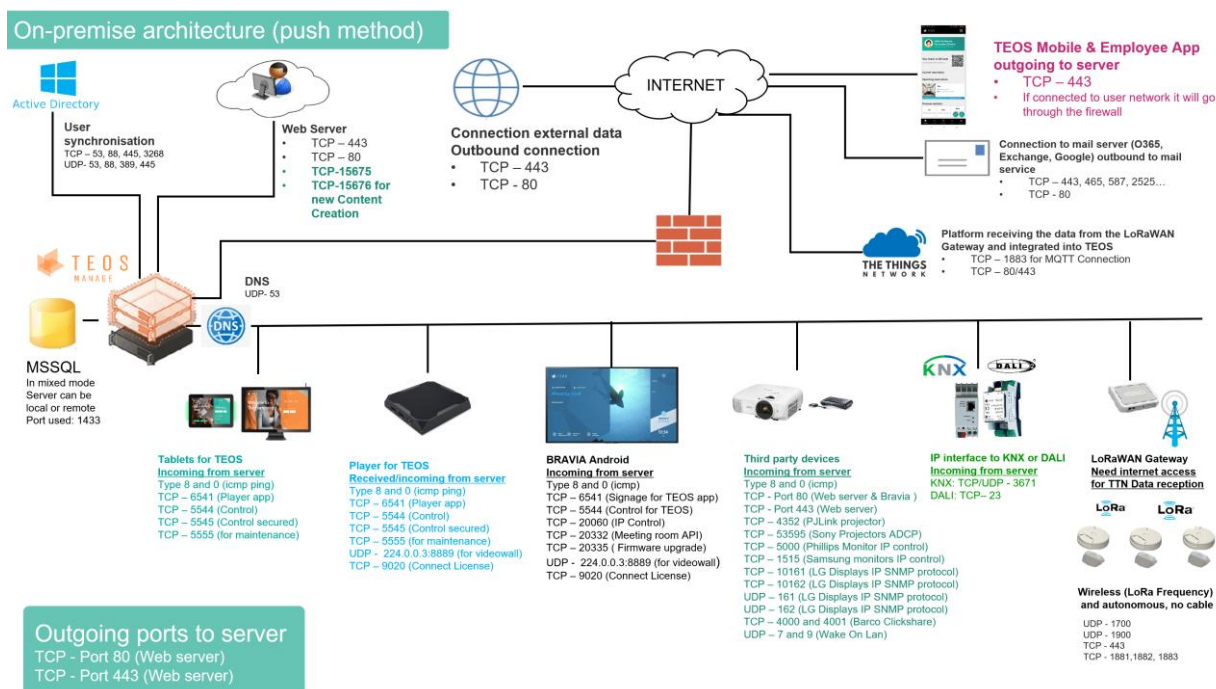 On-premise architecture (push method)
Active Directory
User
synchronisation
TCP – 53, 88, 445, 3268
UDP- 53, 88, 389, 445
Web Server
• TCP – 443
• TCP – 80
• TCP-15675
• TCP-15676 for
new Content
Creation
Connection external data
Outbound connection
• TCP – 443
• TCP - 80
INTERNET
TEOS Mobile & Employee App
outgoing to server
• TCP – 443
• If connected to user network it will go
through the firewall
Connection to mail server (O365,
Exchange, Google) outbound to mail
service
• TCP – 443, 465, 587, 2525…
• TCP - 80
THE THINGS
NETWORK
Platform receiving the data from the LoRaWAN
Gateway and integrated into TEOS
• TCP – 1883 for MQTT Connection
• TCP – 80/443
TEOS
MANAGE
DNS
UDP- 53
DNS
MSSQL
In mixed mode
Server can be
local or remote
Port used: 1433
Tablets for TEOS
Incoming from server
Type 8 and 0 (icmp ping)
TCP – 6541 (Player app)
TCP – 5544 (Control)
TCP – 5545 (Control secured)
TCP – 5555 (for maintenance)
Player for TEOS
Received/incoming from server
Type 8 and 0 (icmp ping)
TCP – 6541 (Player app)
TCP – 5544 (Control)
TCP – 5545 (Control secured)
TCP – 5555 (for maintenance)
UDP - 224.0.0.3:8889 (for videowall)
TCP – 9020 (Connect License)
BRAVIA Android
Incoming from server
Type 8 and 0 (icmp)
TCP – 6541 (Signage for TEOS app)
TCP – 5544 (Control for TEOS)
TCP – 20060 (IP Control)
TCP – 20332 (Meeting room API)
TCP – 20335 ( Firmware upgrade)
UDP - 224.0.0.3:8889 (for videowall)
TCP – 9020 (Connect License)
Third party devices
Incoming from server
Type 8 and 0 (icmp)
TCP - Port 80 (Web server & Bravia )
TCP - Port 443 (Web server)
TCP – 4352 (PJLink projector)
TCP – 53595 (Sony Projectors ADCP)
TCP – 5000 (Phillips Monitor IP control)
TCP – 1515 (Samsung monitors IP control)
TCP – 10161 (LG Displays IP SNMP protocol)
TCP – 10162 (LG Displays IP SNMP protocol)
UDP – 161 (LG Displays IP SNMP protocol)
UDP – 162 (LG Displays IP SNMP protocol)
TCP – 4000 and 4001 (Barco Clickshare)
UDP – 7 and 9 (Wake On Lan)
KNX
DALI
IP interface to KNX or DALI
Incoming from server
KNX: TCP/UDP - 3671
DALI: TCP– 23
LoRaWAN Gateway
Need internet access
for TTN Data reception
LoRa
LoRa
Wireless (LoRa Frequency)
and autonomous, no cable
UDP - 1700
UDP - 1900
TCP - 443
TCP - 1881,1882, 1883
Outgoing ports to server
TCP - Port 80 (Web server)
TCP - Port 443 (Web server)